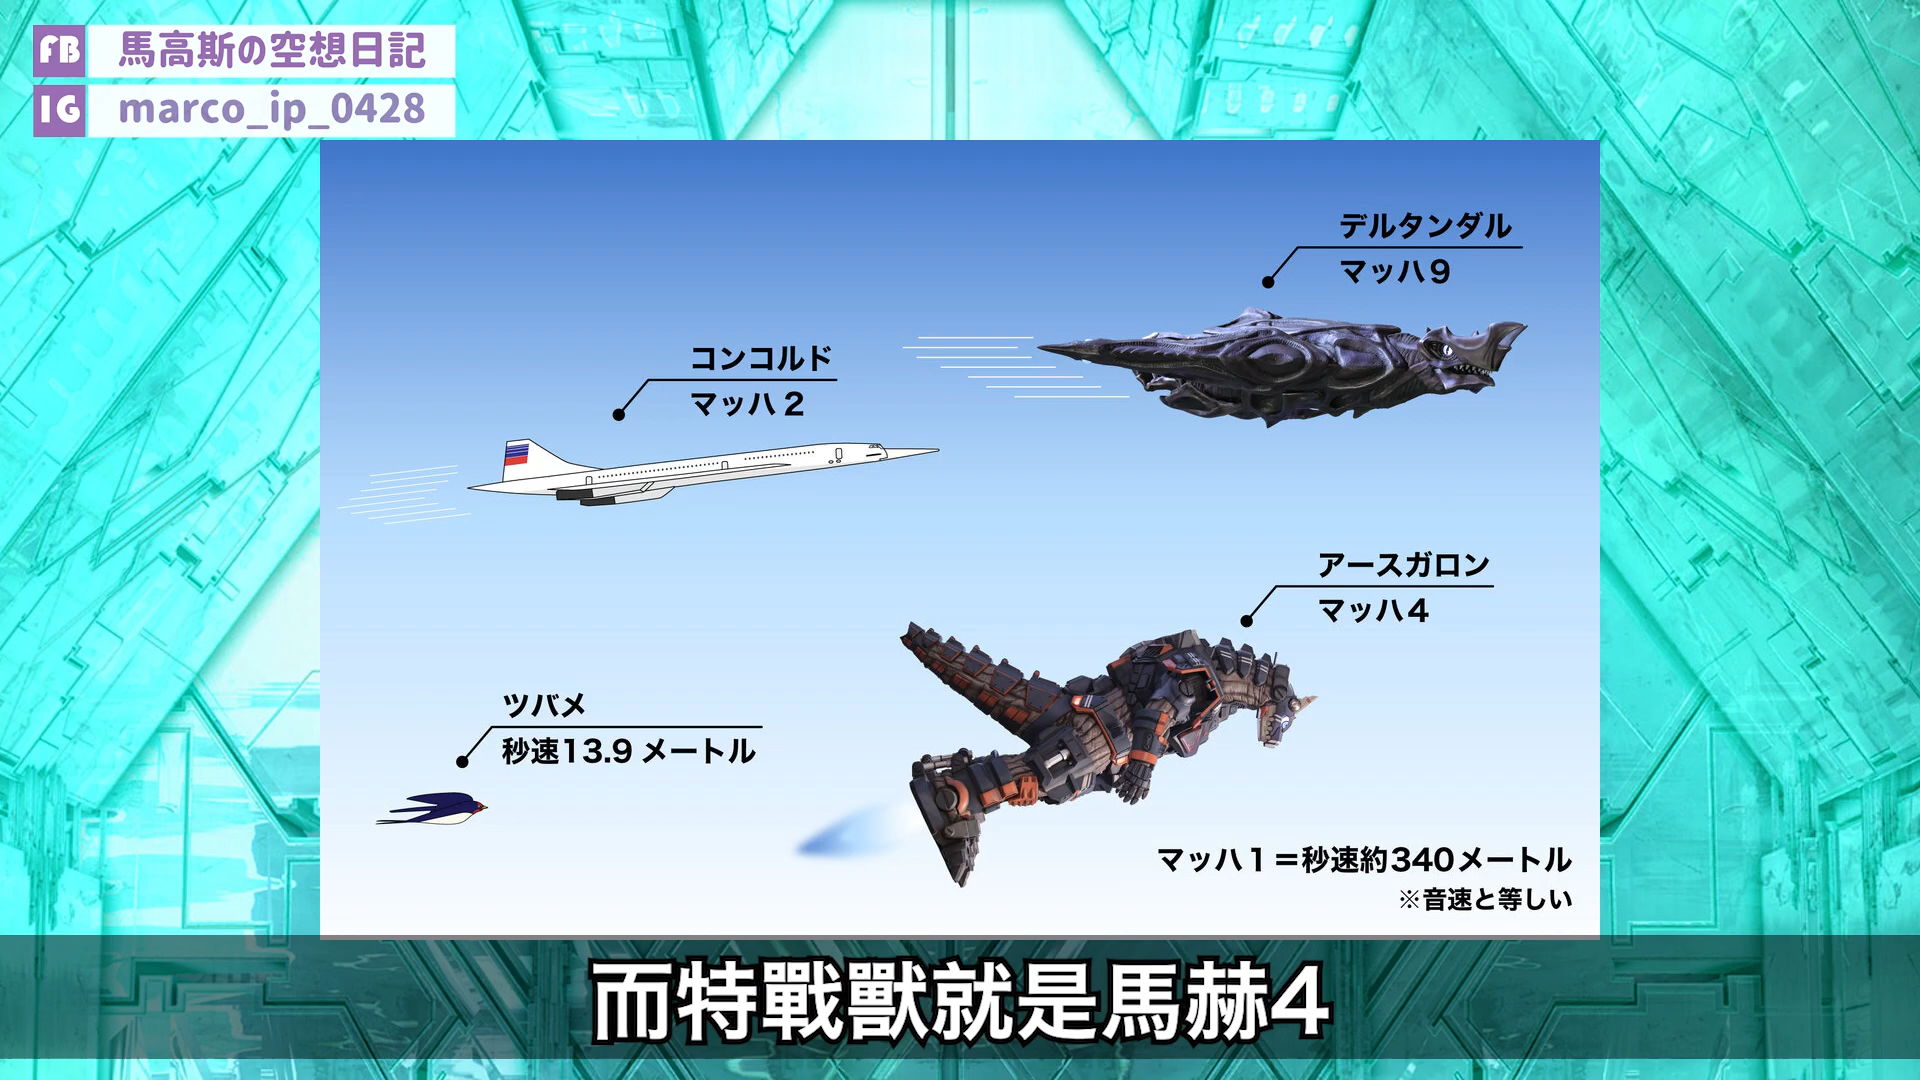 FB 馬高斯の空想日記
IG marco_ip_0428
デルタンダル
マッハ9
コンコルド
マッハ2
アースガロン
マッハ4
ツバメ
秒速13.9メートル
マッハ1=秒速約340メートル
※音速と等しい
而特戰獸就是馬赫4